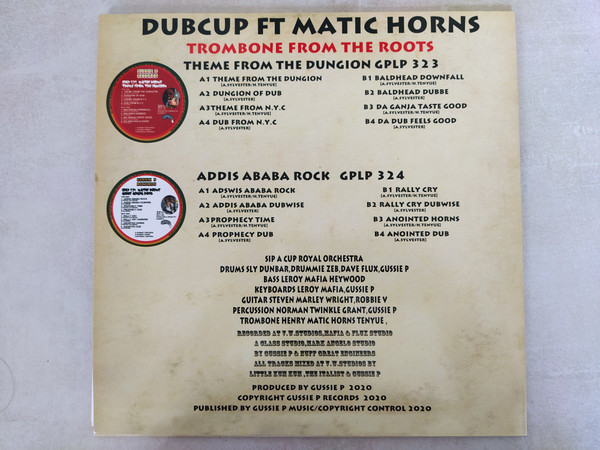 DUBCUP FT MATIC HORNS
TROMBONE FROM THE ROOTS
THEME FROM THE DUNGION GPLP 323
A1 THEME FROM THE DUNGION
[A.SYLVESTER/H.TENYUE]
A2 DUNGION OF DUB
[A.SYLVESTER]
A3THEME FROM N.Y.C
[A.SYLVESTER/H.TENYUE]
A4 DUB FROM N.Y.C
[A.SYLVESTER]
B1 BALDHEAD DOWNFALL
[A.SYLVESTER/H.TENYUE]
B2 BALDHEAD DUBBE
[A.SYLVESTER]
B3 DA GANJA TASTE GOOD
[A.SYLVESTER/H.TENYUE]
B4 DA DUB FEELS GOOD
[A.SYLVESTER]
ADDIS ABABA ROCK GPLP 324
A1 ADSWIS ABABA ROCK
[A.SYLVESTER/H.TENYUE]
A2 ADDIS ABABA DUBWISE
[A.SYLVESTER]
A3PROPHECY TIME
[A.SYLVESTER/H.TENYUE]
A4 PROPHECY DUB
[A.SYLVESTER]
B1 RALLY CRY
[A.SYLVESTER/H.TENYUE]
B2 RALLY CRY DUBWISE
[A.SYLVESTER]
B3 ANOINTED HORNS
[A.SYLVESTER/H.TENYUE]
B4 ANOINTED DUB
[A.SYLVESTER]
SIP A CUP ROYAL ORCHESTRA
DRUMS SLY DUNBAR,DRUMMIE ZEB,DAVE FLUX,GUSSIE P
BASS LEROY MAFIA HEYWOOD
KEYBOARDS LEROY MAFIA,GUSSIE P
GUITAR STEVEN MARLEY WRIGHT,ROBBIE V
PERCUSSION NORMAN TWINKLE GRANT,GUSSIE P
TROMBONE HENRY MATIC HORNS TENYUE ,
RECORDED AT V.W.STUDIOS,MAFIA & FLUX STUDIO
A CLASS STUDIO,MARK ANGELO STUDIO
BY GUSSIE P & NUFF GREAT ENGINEERS
ALL TRACKS MIXED AT V.W.STUDIOS BY
LITTLE KUH KUH ,THE ITALIST & GUSSIE P
PRODUCED BY GUSSIE P 2020
COPYRIGHT GUSSIE P RECORDS 2020
PUBLISHED BY GUSSIE P MUSIC/COPYRIGHT CONTROL 2020